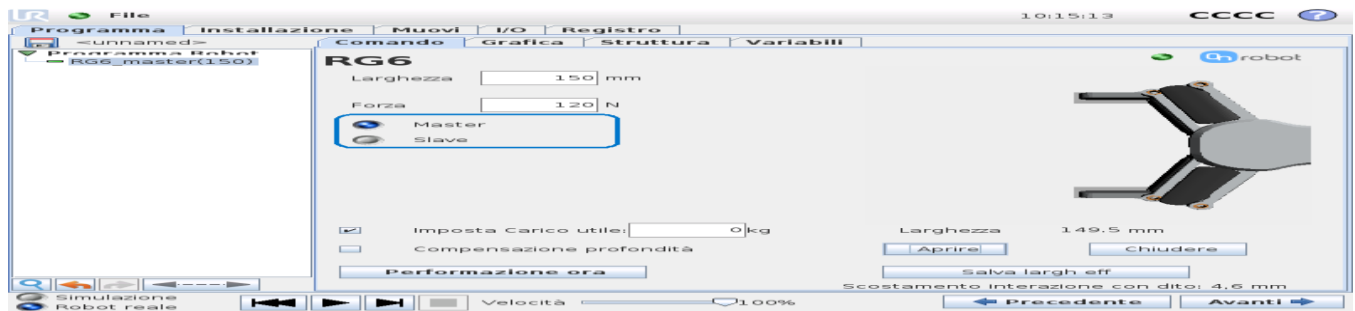 UR File 10:15:13 CCCC ?
Programma Installazione Muovi I/O Registro
<unnamed> Comando Grafica Struttura Variabili
Programma Robot
RG6_master(150)
RG6 On robot
Larghezza 150 mm
Forza 120 N
Master
Slave
Imposta Carico utile: 0 kg Larghezza 149.5 mm
Compensazione profondità Aprire Chiudere
Performazione ora Salva largh eff
Scostamento interazione con dito: 4,6 mm
Simulazione
Robot reale Velocità 100% Precedente Avanti